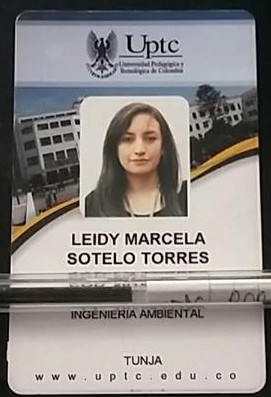 Uptc
Universidad Pedagógica y
Tecnológica de Colombia
LEIDY MARCELA
SOTELO TORRES
INGENIERÍA AMBIENTAL
TUNJA
www.uptc.edu.co